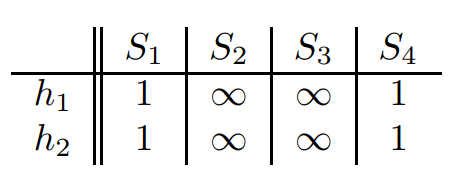 S₁ S₂ S₃ S₄
h₁ 1 ∞ ∞ 1
h₂ 1 ∞ ∞ 1